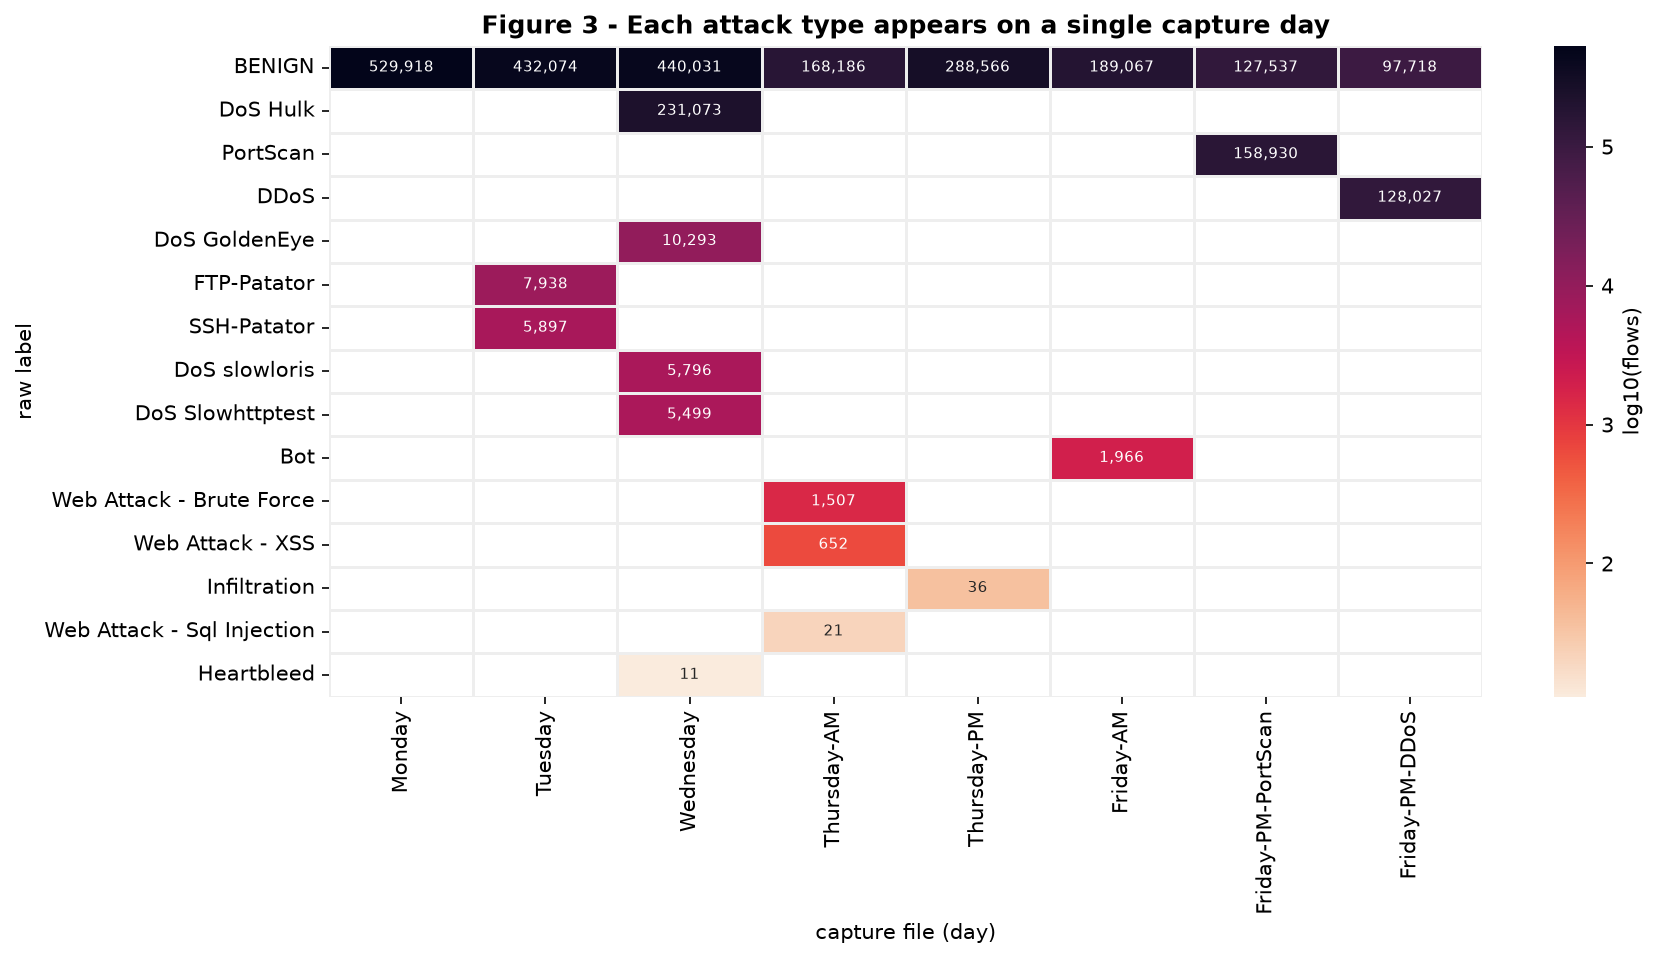 Figure 3 - Each attack type appears on a single capture day
raw label
BENIGN 529,918 432,074 440,031 168,186 288,566 189,067 127,537 97,718
DoS Hulk 231,073
PortScan 158,930
DDoS 128,027
DoS GoldenEye 10,293
FTP-Patator 7,938
SSH-Patator 5,897
DoS slowloris 5,796
DoS Slowhttptest 5,499
Bot 1,966
Web Attack - Brute Force 1,507
Web Attack - XSS 652
Infiltration 36
Web Attack - Sql Injection 21
Heartbleed 11
Monday
Tuesday
Wednesday
Thursday-AM
Thursday-PM
Friday-AM
Friday-PM-PortScan
Friday-PM-DDoS
capture file (day)
5
4
3
2
log10(flows)